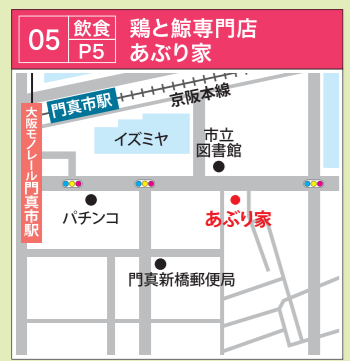 05
飲食
P5
鶏と鯨専門店
あぶり家
門真市駅
京阪本線
大阪モノレール門真市駅
イズミヤ
市立
図書館
パチンコ
あぶり家
門真新橋郵便局